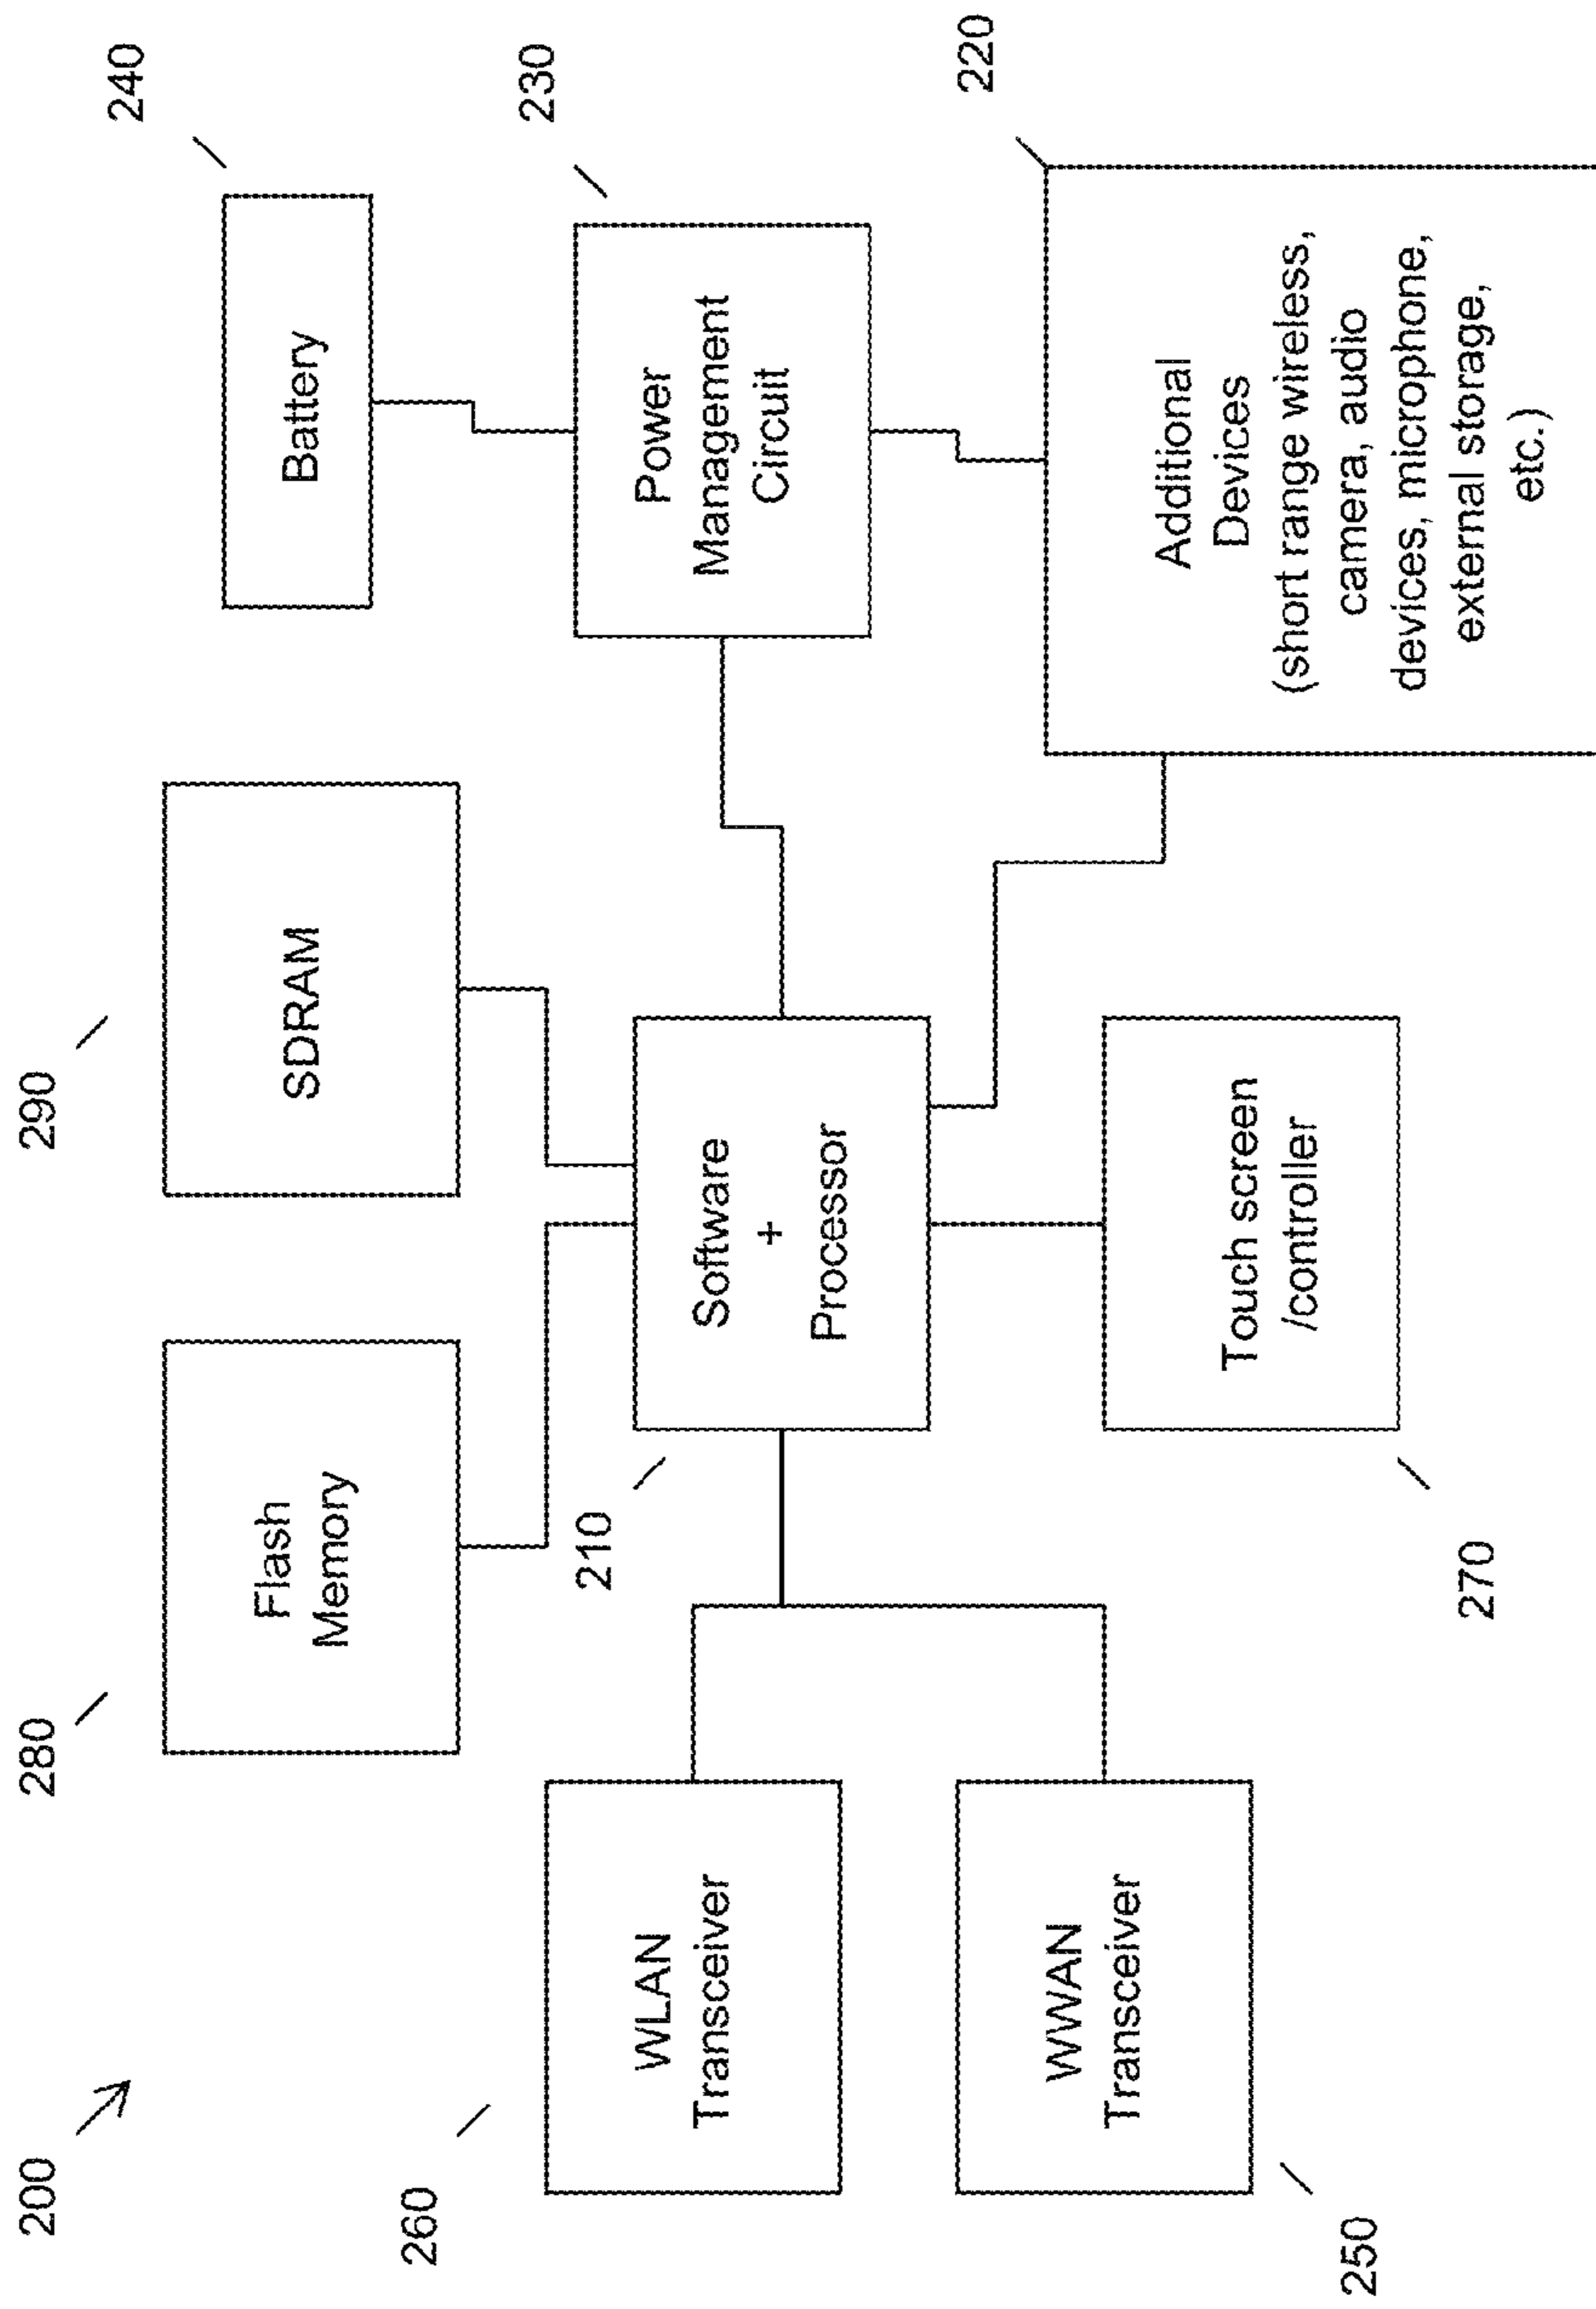 200
280
290
240
Flash
Memory
SDRAM
Battery
260
WLAN
Transceiver
210
Software
+
Processor
230
Power
Management
Circuit
250
WWAN
Transceiver
270
Touch screen
/controller
220
Additional
Devices
(short range wireless,
camera, audio
devices, microphone,
external storage,
etc.)